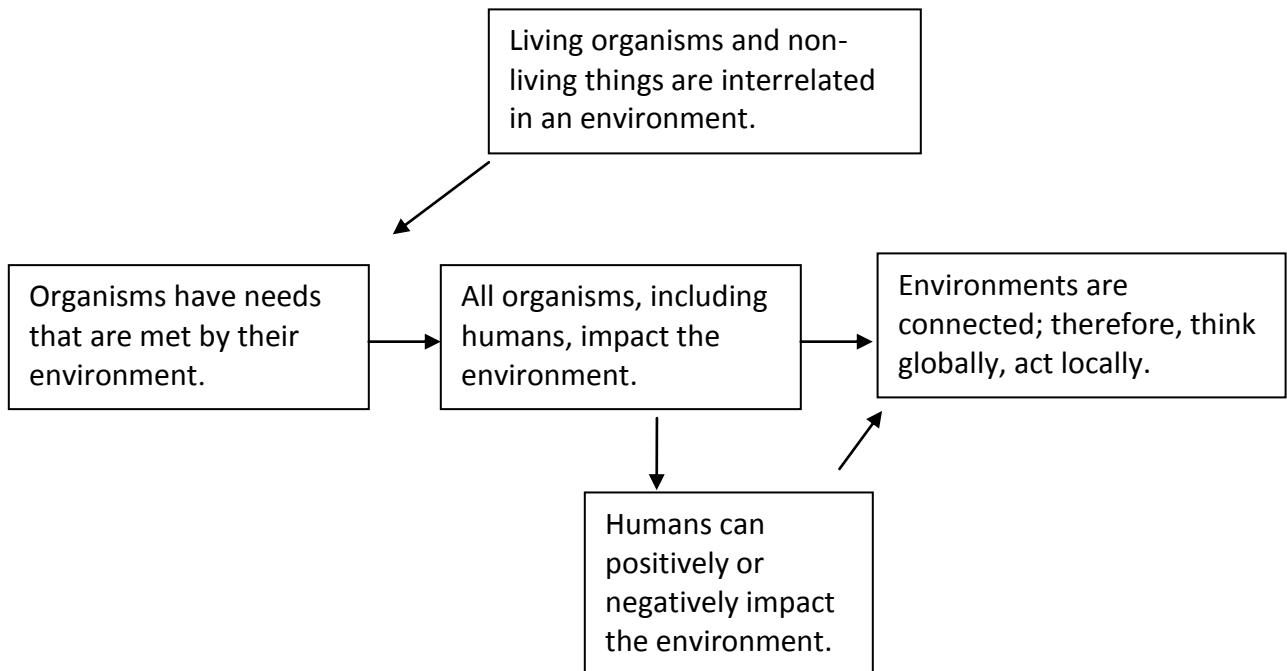 Living organisms and non-
living things are interrelated
in an environment.
Organisms have needs
that are met by their
environment.
All organisms, including
humans, impact the
environment.
Environments are
connected; therefore, think
globally, act locally.
Humans can
positively or
negatively impact
the environment.